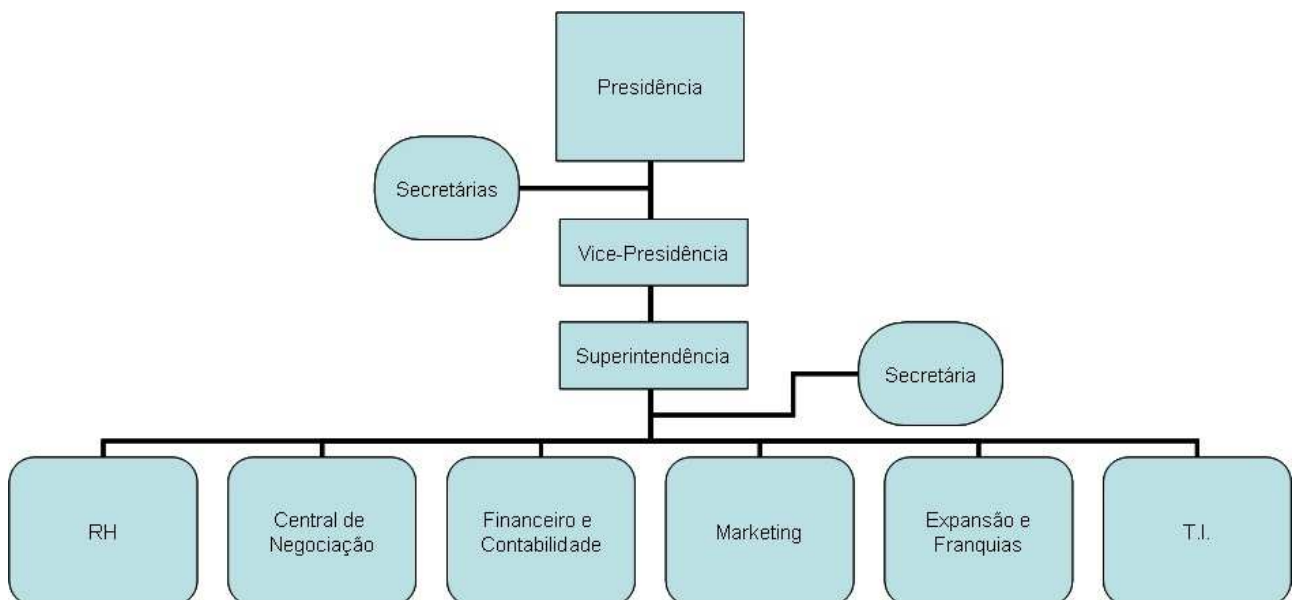 Presidência
Secretárias
Vice-Presidência
Superintendência
Secretária
RH
Central de
Negociação
Financeiro e
Contabilidade
Marketing
Expansão e
Franquias
T.I.